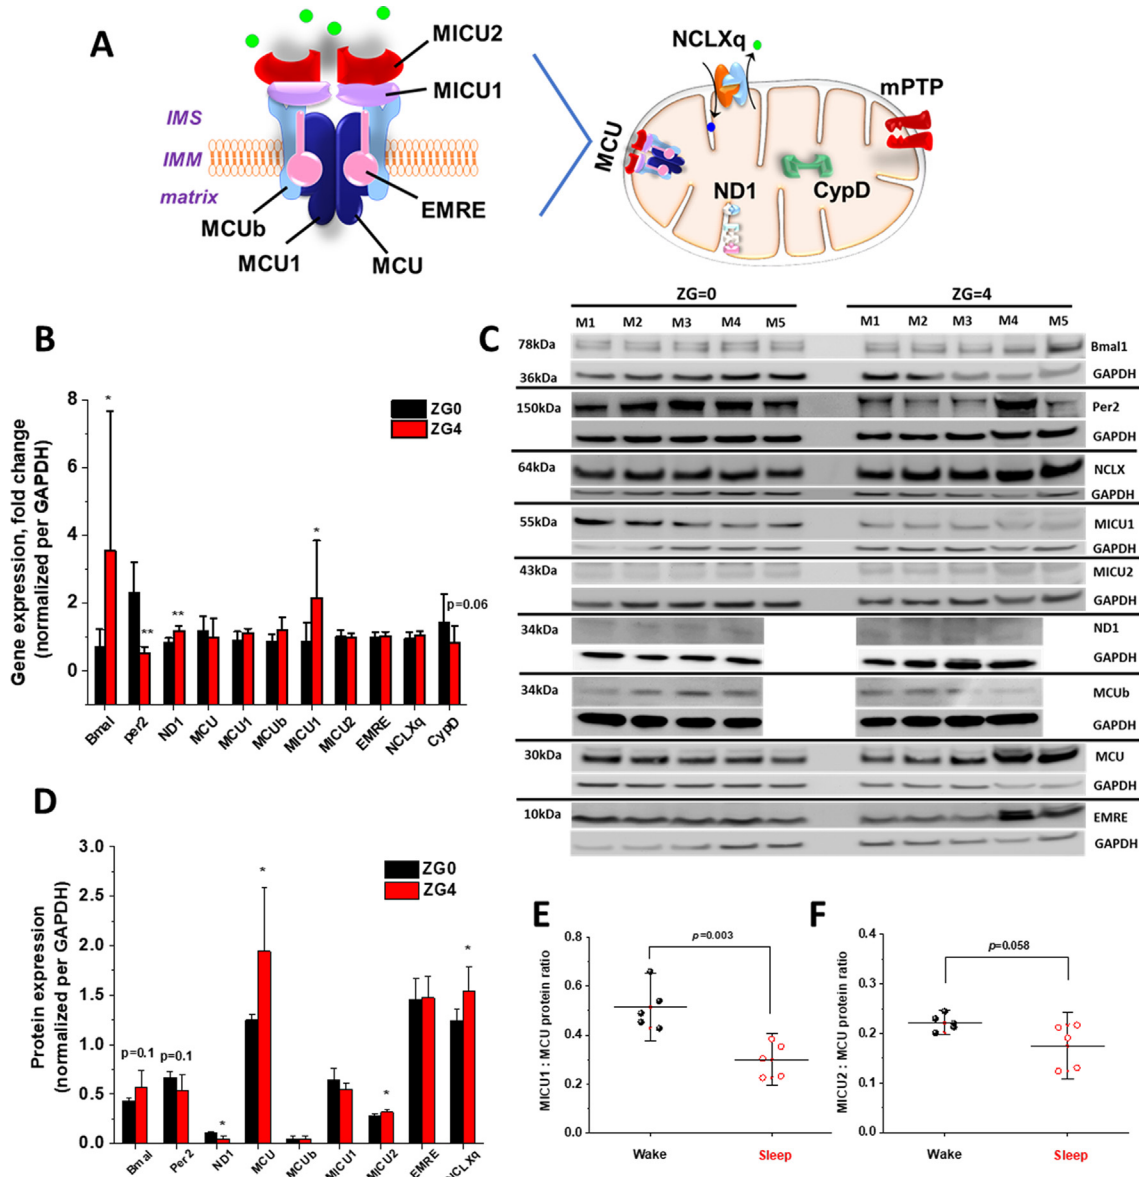 A
MICU2
MICU1
IMS
IMM
matrix
MCUb
EMRE
MCU1
MCU
NCLXq
mPTP
MCU
ND1
CypD
B
Gene expression, fold change
(normalized per GAPDH)
8
6
4
2
0
ZG0
ZG4
*
**
**
*
p=0.06
Bmal
per2
ND1
MCU
MCU1
MCUb
MICU1
MICU2
EMRE
NCLXq
CypD
C
ZG=0
ZG=4
M1 M2 M3 M4 M5
M1 M2 M3 M4 M5
78kDa
Bmal1
36kDa
GAPDH
150kDa
Per2
GAPDH
64kDa
NCLX
GAPDH
55kDa
MICU1
GAPDH
43kDa
MICU2
GAPDH
34kDa
ND1
GAPDH
34kDa
MCUb
GAPDH
30kDa
MCU
GAPDH
10kDa
EMRE
GAPDH
D
Protein expression
(normalized per GAPDH)
3.0
2.5
2.0
1.5
1.0
0.5
0.0
ZG0
ZG4
p=0.1
p=0.1
*
*
*
*
Bmal
Per2
ND1
MCU
MCUb
MICU1
MICU2
EMRE
NCLXq
E
MICU1 : MCU protein ratio
0.8
0.6
0.4
0.2
0.0
p=0.003
Wake
Sleep
F
MICU2 : MCU protein ratio
0.4
0.3
0.2
0.1
0.0
p=0.058
Wake
Sleep